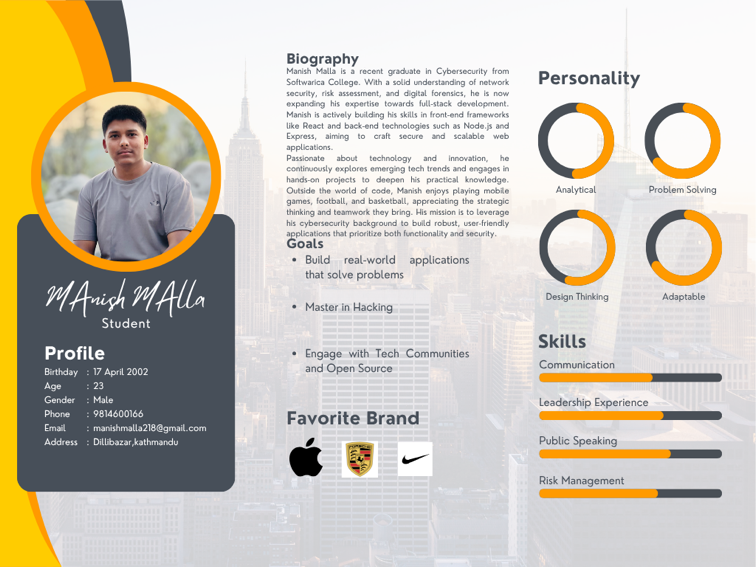 MAnish MAlla
Student
Profile
Birthday : 17 April 2002
Age : 23
Gender : Male
Phone : 9814600166
Email : manishmalla218@gmail.com
Address : Dillibazar,kathmandu
Biography
Manish Malla is a recent graduate in Cybersecurity from
Softwarica College. With a solid understanding of network
security, risk assessment, and digital forensics, he is now
expanding his expertise towards full-stack development.
Manish is actively building his skills in front-end frameworks
like React and back-end technologies such as Node.js and
Express, aiming to craft secure and scalable web
applications.
Passionate about technology and innovation, he
continuously explores emerging tech trends and engages in
hands-on projects to deepen his practical knowledge.
Outside the world of code, Manish enjoys playing mobile
games, football, and basketball, appreciating the strategic
thinking and teamwork they bring. His mission is to leverage
his cybersecurity background to build robust, user-friendly
applications that prioritize both functionality and security.
Goals
• Build real-world applications
that solve problems
• Master in Hacking
• Engage with Tech Communities
and Open Source
Favorite Brand
Personality
Analytical
Problem Solving
Design Thinking
Adaptable
Skills
Communication
Leadership Experience
Public Speaking
Risk Management